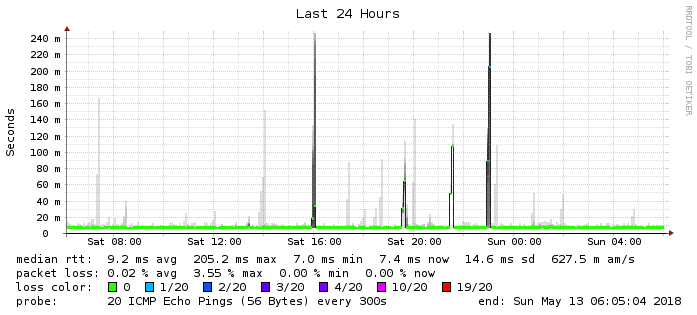 Last 24 Hours
RRDTOOL / TOBI OETIKER
Seconds
240 m
220 m
200 m
180 m
160 m
140 m
120 m
100 m
80 m
60 m
40 m
20 m
0
Sat 08:00 Sat 12:00 Sat 16:00 Sat 20:00 Sun 00:00 Sun 04:00
median rtt: 9.2 ms avg 205.2 ms max 7.0 ms min 7.4 ms now 14.6 ms sd 627.5 m am/s
packet loss: 0.02 % avg 3.55 % max 0.00 % min 0.00 % now
loss color: 0 1/20 2/20 3/20 4/20 10/20 19/20
probe: 20 ICMP Echo Pings (56 Bytes) every 300s end: Sun May 13 06:05:04 2018